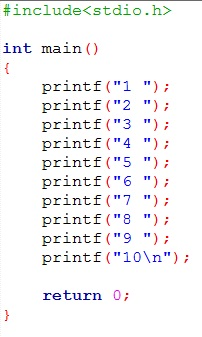 #include<stdio.h>
int main()
{
printf("1 ");
printf("2 ");
printf("3 ");
printf("4 ");
printf("5 ");
printf("6 ");
printf("7 ");
printf("8 ");
printf("9 ");
printf("10\n");
return 0;
}